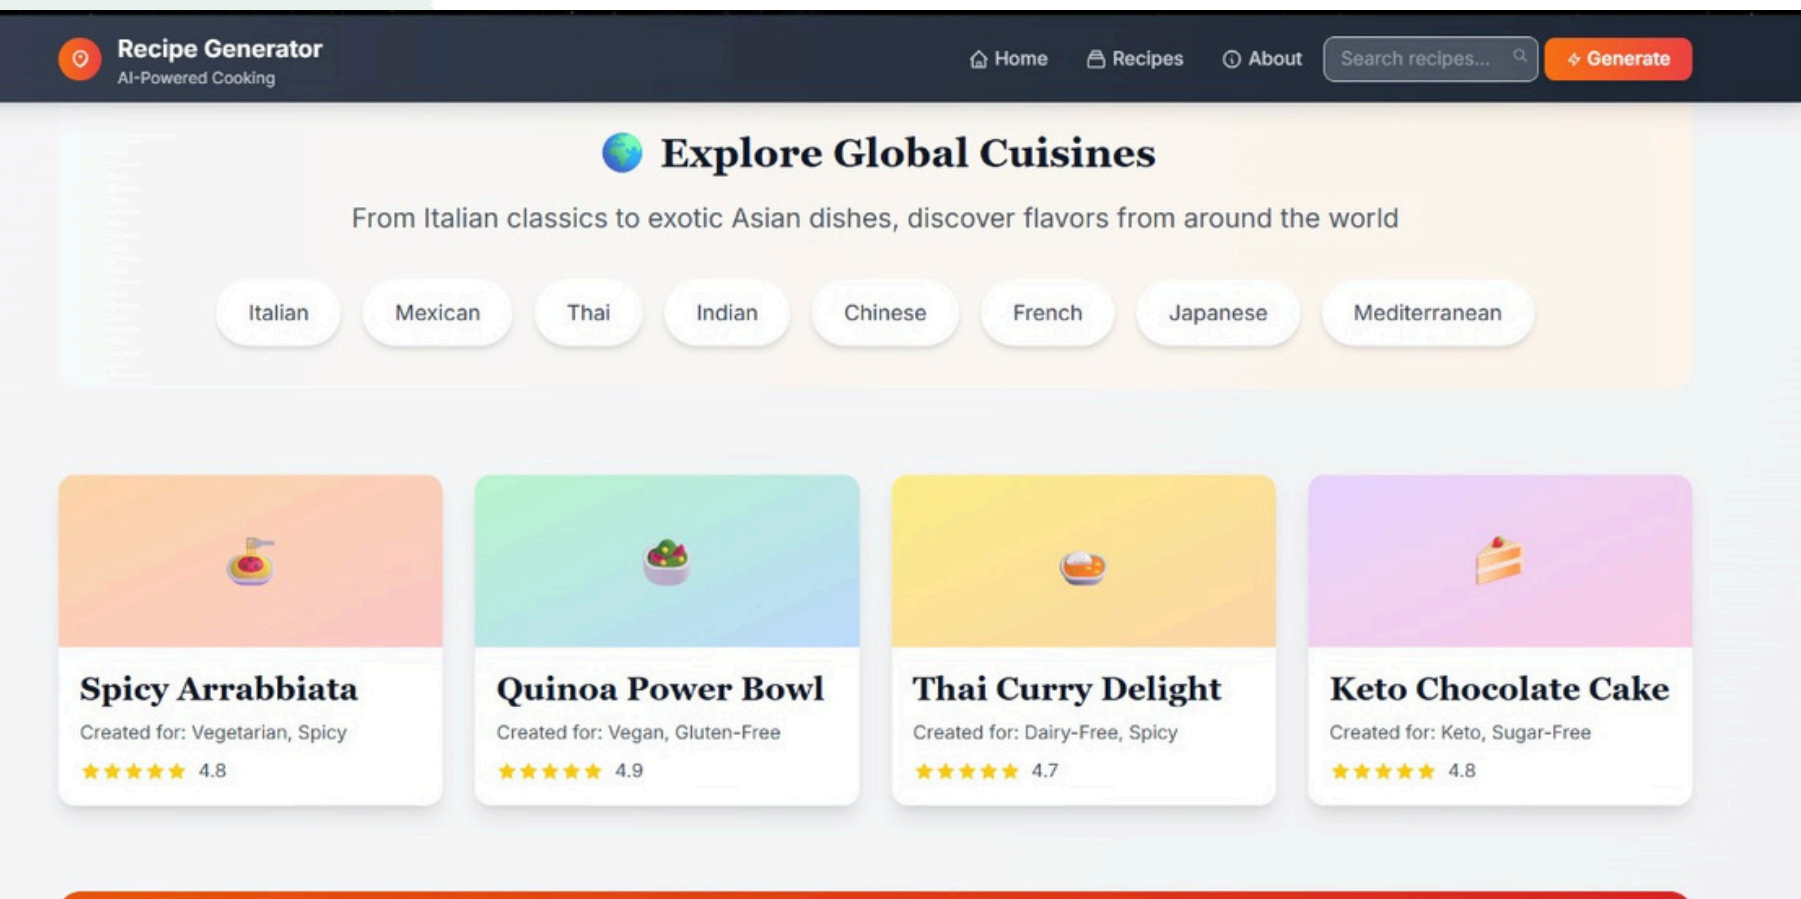 Recipe Generator
AI-Powered Cooking
Home
Recipes
About
Search recipes...
Generate
Explore Global Cuisines
From Italian classics to exotic Asian dishes, discover flavors from around the world
Italian
Mexican
Thai
Indian
Chinese
French
Japanese
Mediterranean
Spicy Arrabbiata
Created for: Vegetarian, Spicy
4.8
Quinoa Power Bowl
Created for: Vegan, Gluten-Free
4.9
Thai Curry Delight
Created for: Dairy-Free, Spicy
4.7
Keto Chocolate Cake
Created for: Keto, Sugar-Free
4.8